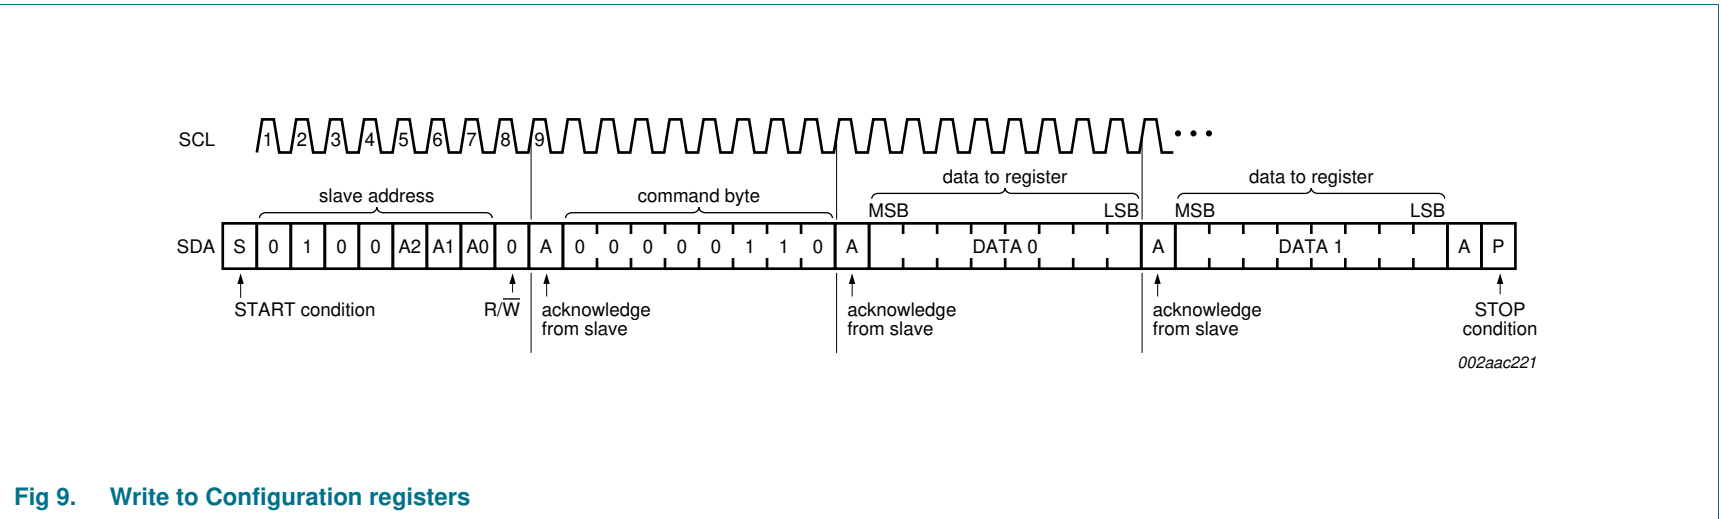 SCL 1 2 3 4 5 6 7 8 9
slave address command byte data to register data to register
MSB LSB MSB LSB
SDA S 0 1 0 0 A2 A1 A0 0 A 0 0 0 0 0 1 1 0 A DATA 0 A DATA 1 A P
START condition R/W̅ acknowledge from slave acknowledge from slave acknowledge from slave STOP condition
002aac221
Fig 9. Write to Configuration registers